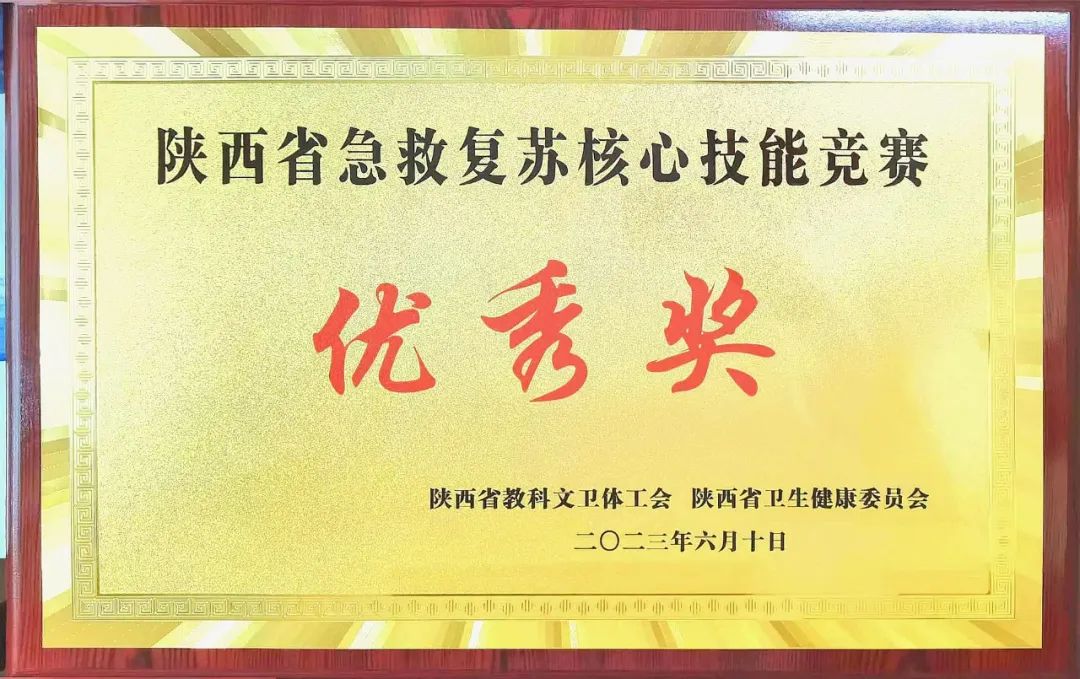 陕西省急救复苏核心技能竞赛
优秀奖
陕西省教科文卫体工会 陕西省卫生健康委员会
二〇二三年六月十日